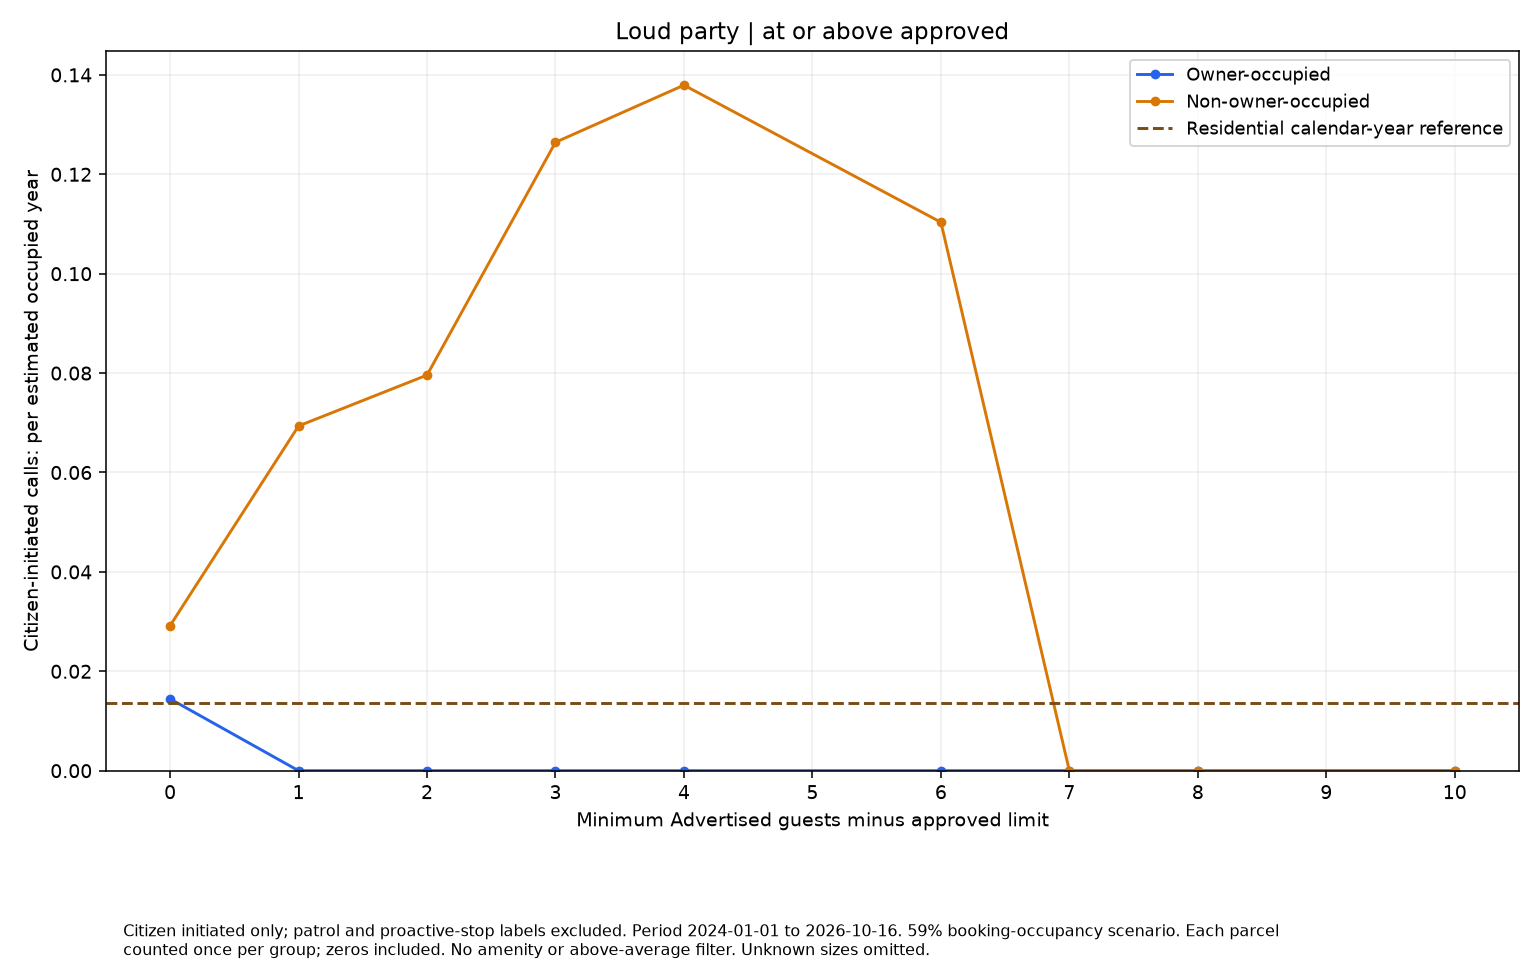 Loud party | at or above approved
Owner-occupied
Non-owner-occupied
Residential calendar-year reference
Citizen-initiated calls: per estimated occupied year
0.14
0.12
0.10
0.08
0.06
0.04
0.02
0.00
0 1 2 3 4 5 6 7 8 9 10
Minimum Advertised guests minus approved limit
Citizen initiated only; patrol and proactive-stop labels excluded. Period 2024-01-01 to 2026-10-16. 59% booking-occupancy scenario. Each parcel
counted once per group; zeros included. No amenity or above-average filter. Unknown sizes omitted.